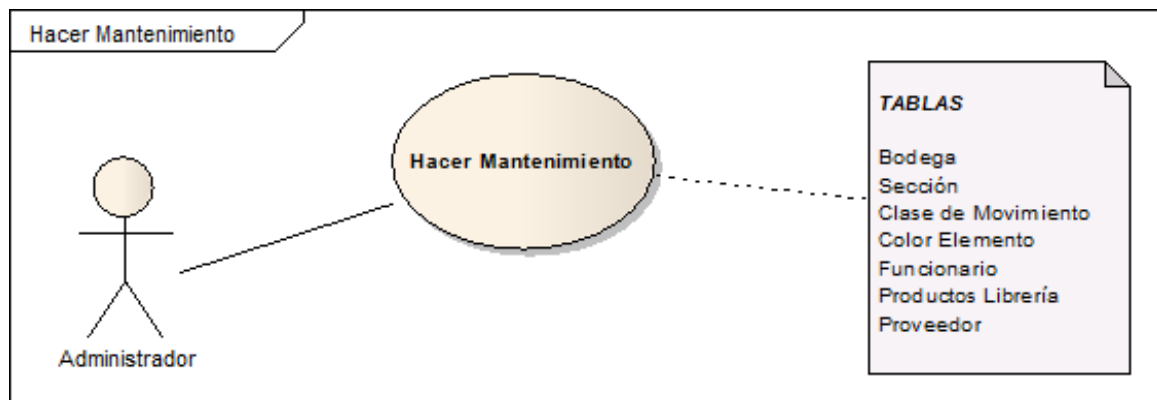 Hacer Mantenimiento
Hacer Mantenimiento
Administrador
TABLAS
Bodega
Sección
Clase de Movimiento
Color Elemento
Funcionario
Productos Librería
Proveedor